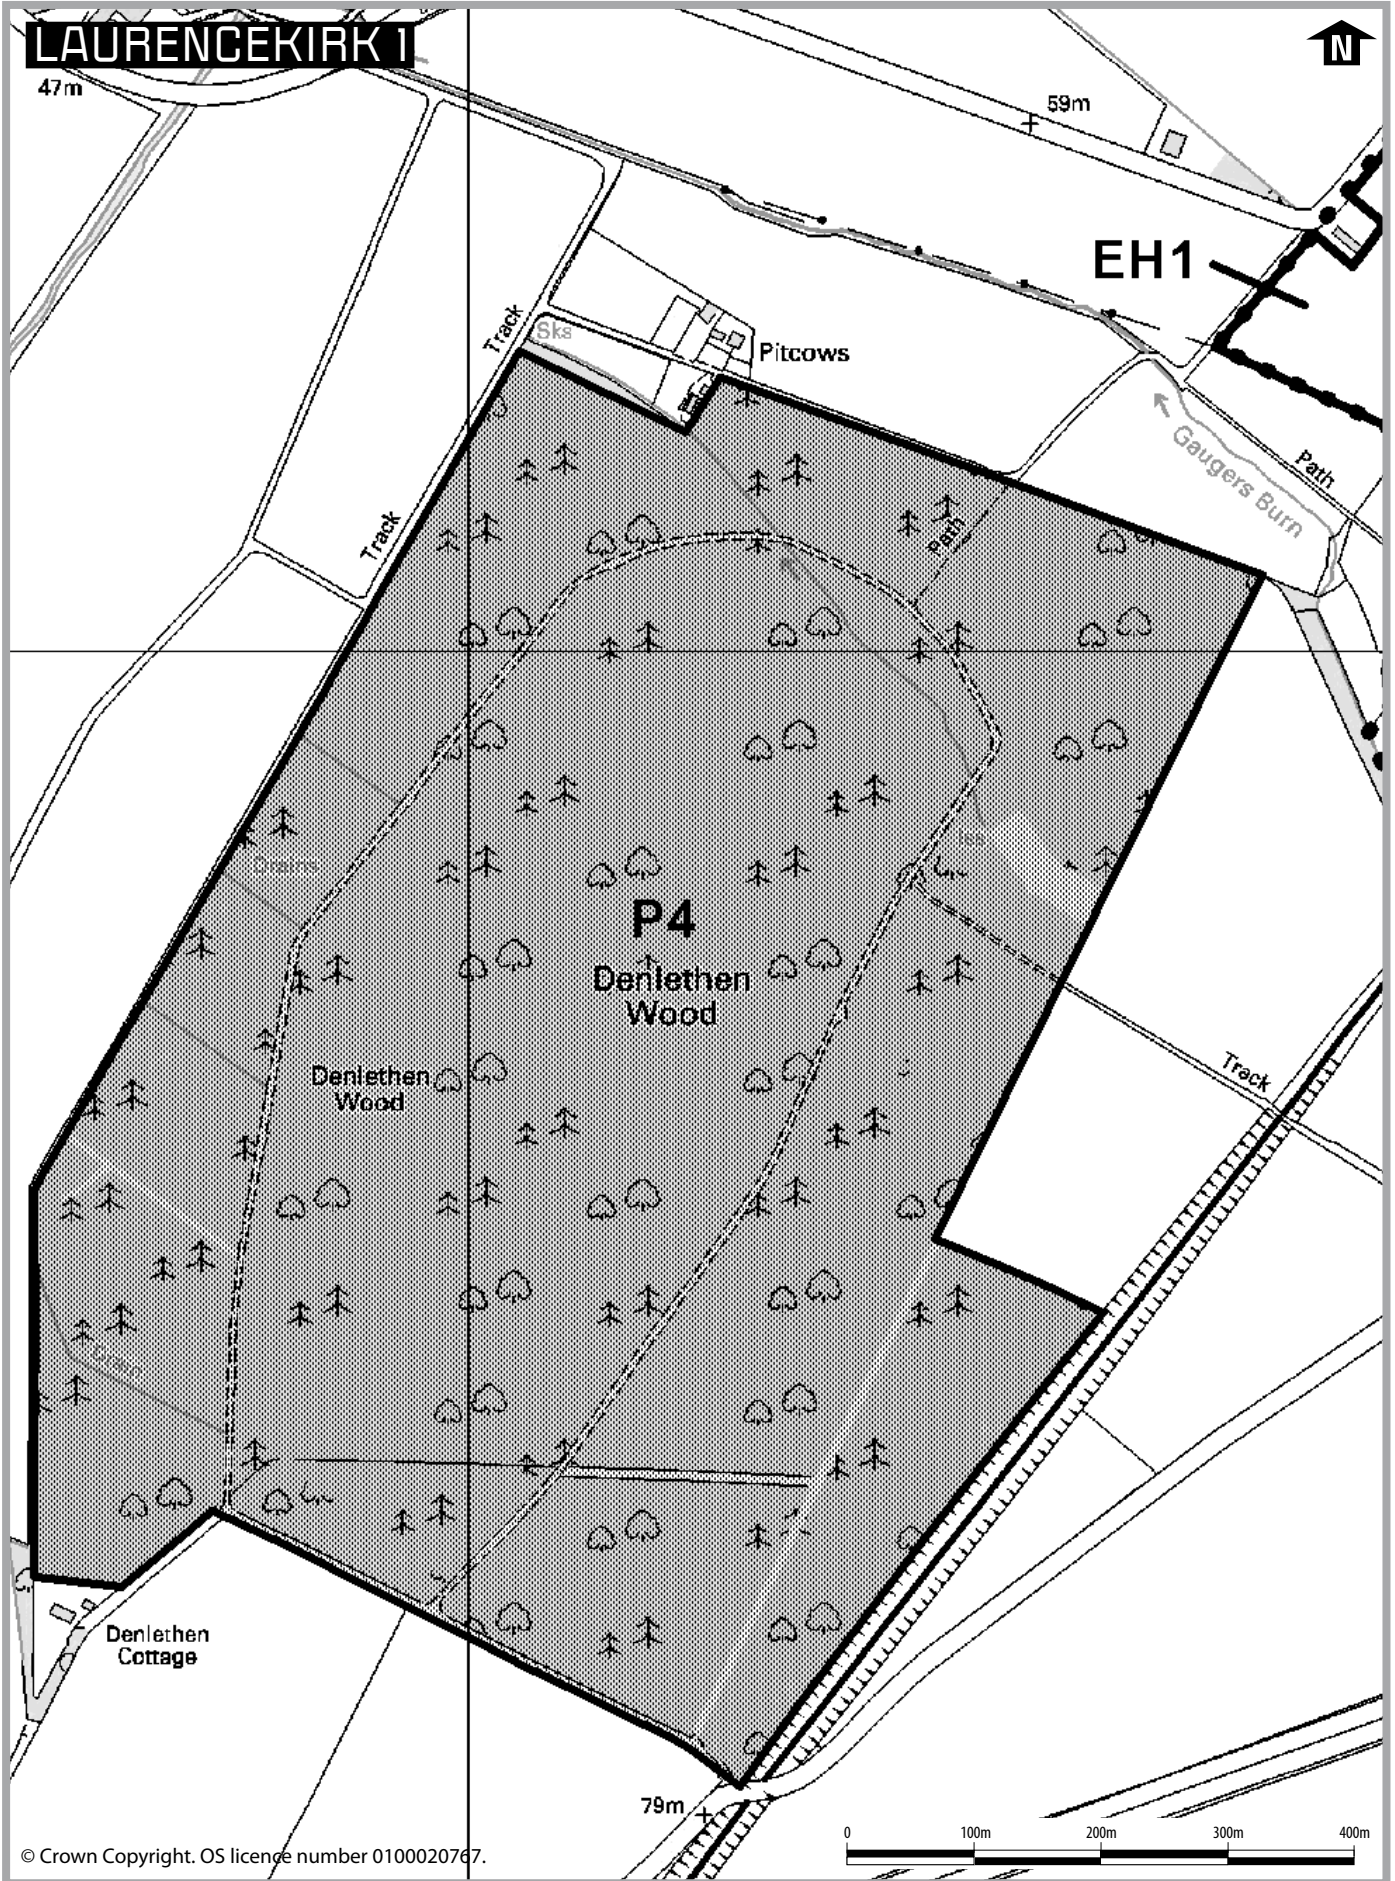 LAURENCEKIRK 1
N
47m
59m
EH1
Track
Sks
Pitcows
Gaugers Burn
Path
Track
Path
Drains
P4
Denlethen
Wood
Denlethen
Wood
Track
Drain
Denlethen
Cottage
79m
0 100m 200m 300m 400m
© Crown Copyright. OS licence number 0100020767.